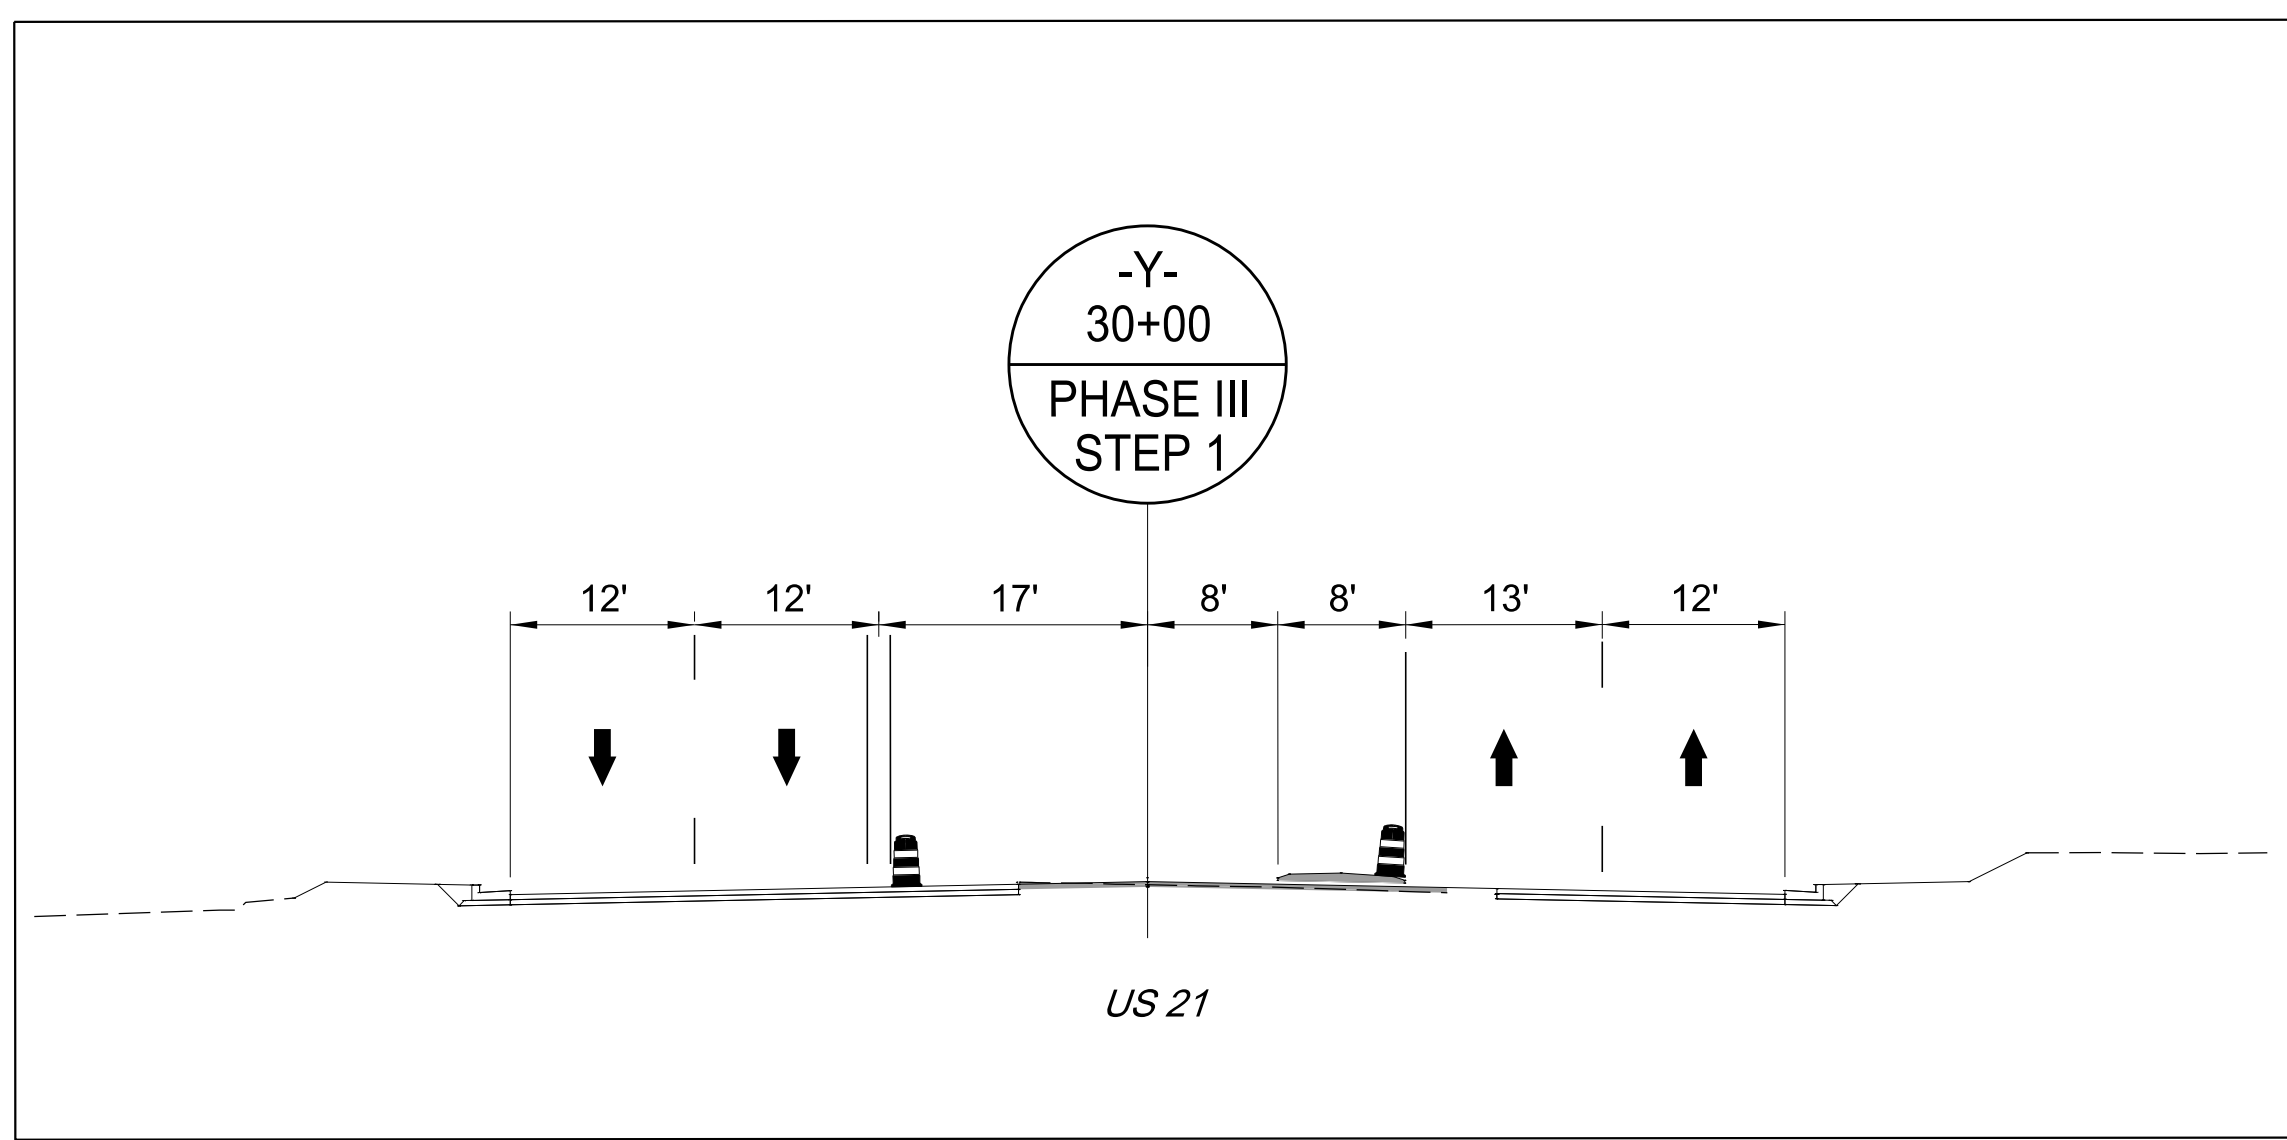 -Y-
30+00
PHASE III
STEP 1
12' 12' 17' 8' 8' 13' 12'
US 21